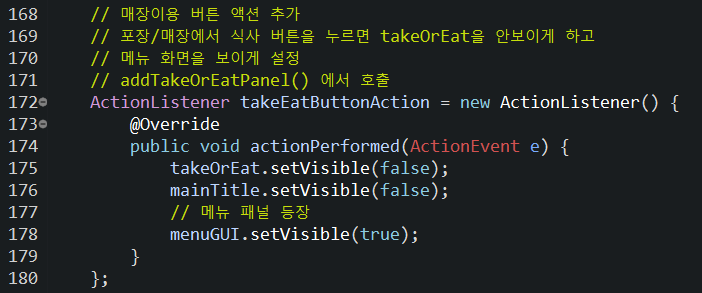 168 // 매장이용 버튼 액션 추가
169 // 포장/매장에서 식사 버튼을 누르면 takeOrEat을 안보이게 하고
170 // 메뉴 화면을 보이게 설정
171 // addTakeOrEatPanel() 에서 호출
172 ActionListener takeEatButtonAction = new ActionListener() {
173 @Override
174 public void actionPerformed(ActionEvent e) {
175 takeOrEat.setVisible(false);
176 mainTitle.setVisible(false);
177 // 메뉴 패널 등장
178 menuGUI.setVisible(true);
179 }
180 };